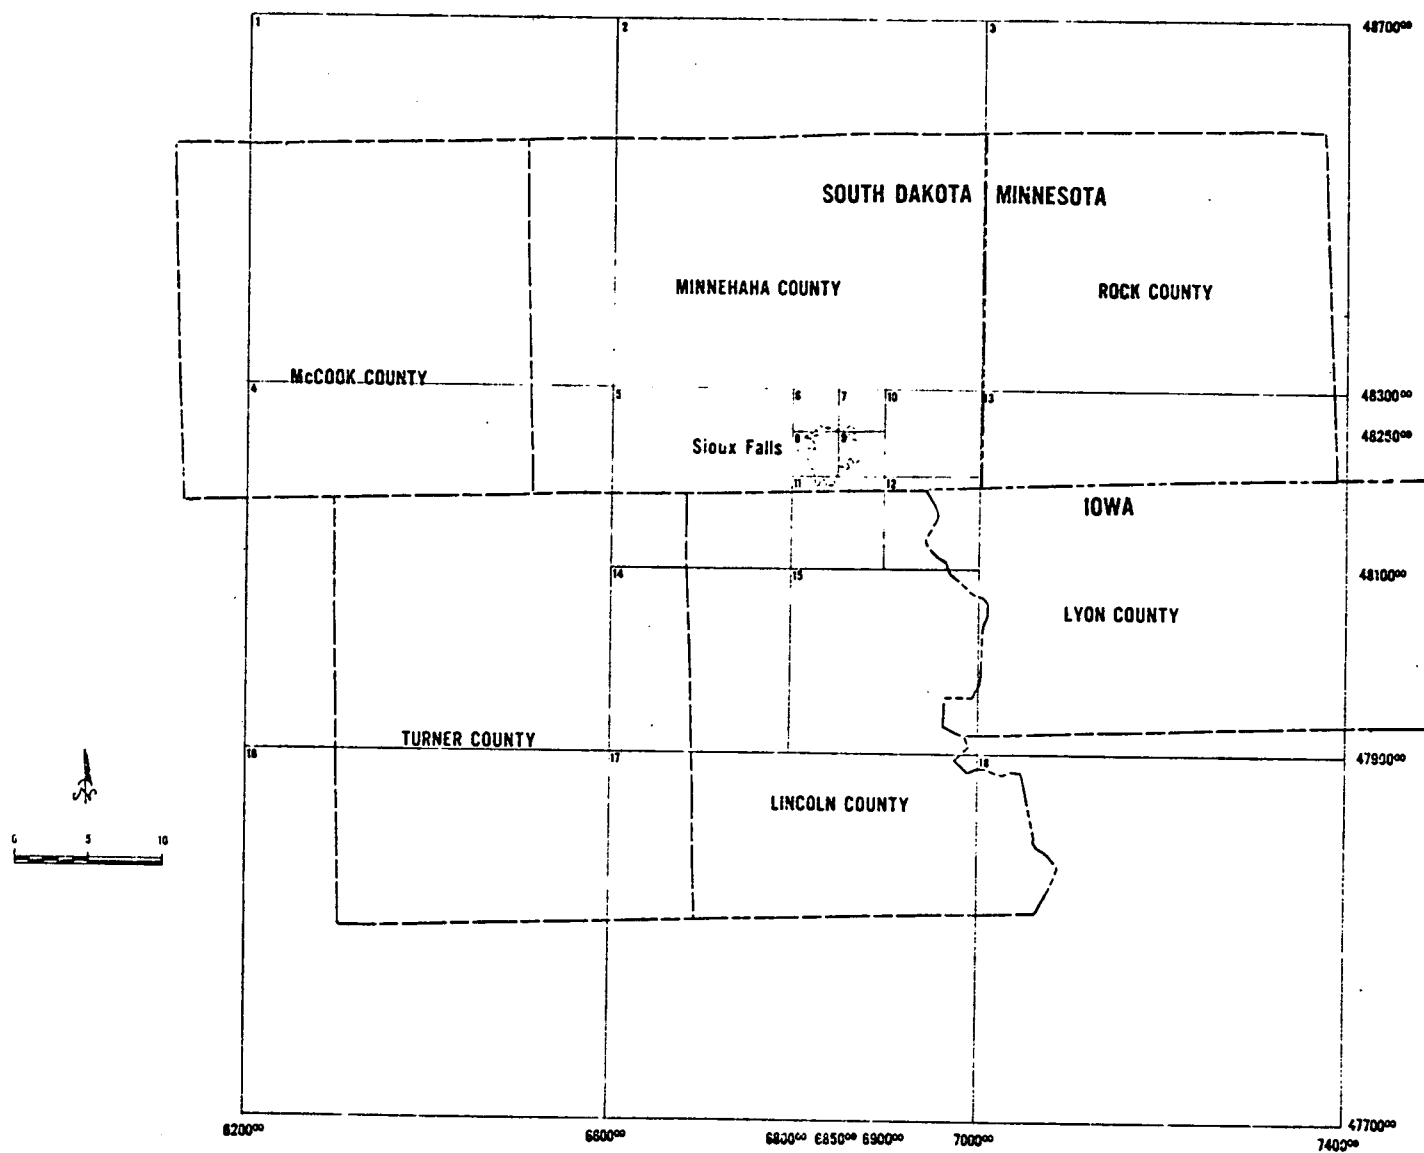 1 2 3 48700⁰⁰
SOUTH DAKOTA MINNESOTA
MINNEHAHA COUNTY ROCK COUNTY
McCOOK COUNTY
4 5 6 7 10 13 48300⁰⁰
8 9 48250⁰⁰
Sioux Falls
11 12
IOWA
14 15 48100⁰⁰
LYON COUNTY
TURNER COUNTY
16 17 18 47990⁰⁰
LINCOLN COUNTY
0 5 10
6200⁰⁰ 6600⁰⁰ 6800⁰⁰ 6850⁰⁰ 6900⁰⁰ 7000⁰⁰ 7400⁰⁰
47700⁰⁰